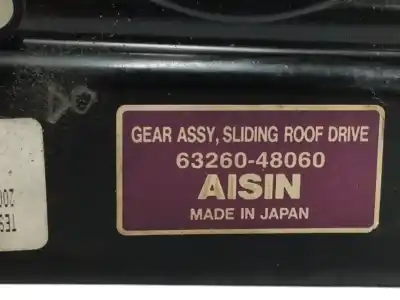 GEAR ASSY, SLIDING ROOF DRIVE
63260-48060
AISIN
MADE IN JAPAN